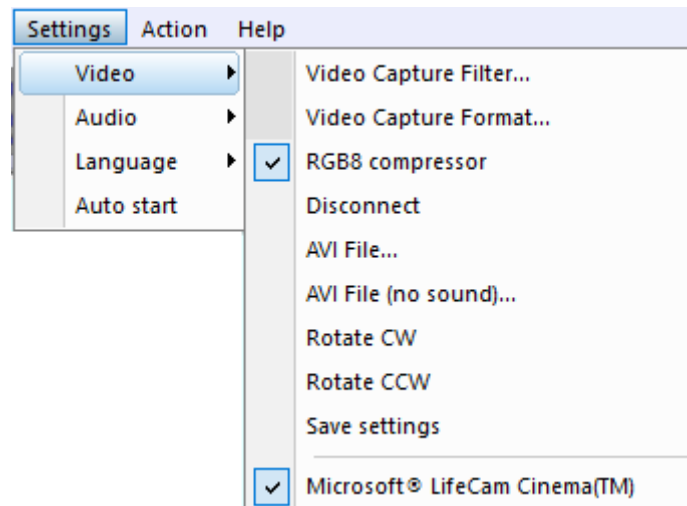 Settings Action Help
Video
Audio
Language
Auto start
Video Capture Filter...
Video Capture Format...
RGB8 compressor
Disconnect
AVI File...
AVI File (no sound)...
Rotate CW
Rotate CCW
Save settings
Microsoft® LifeCam Cinema(TM)